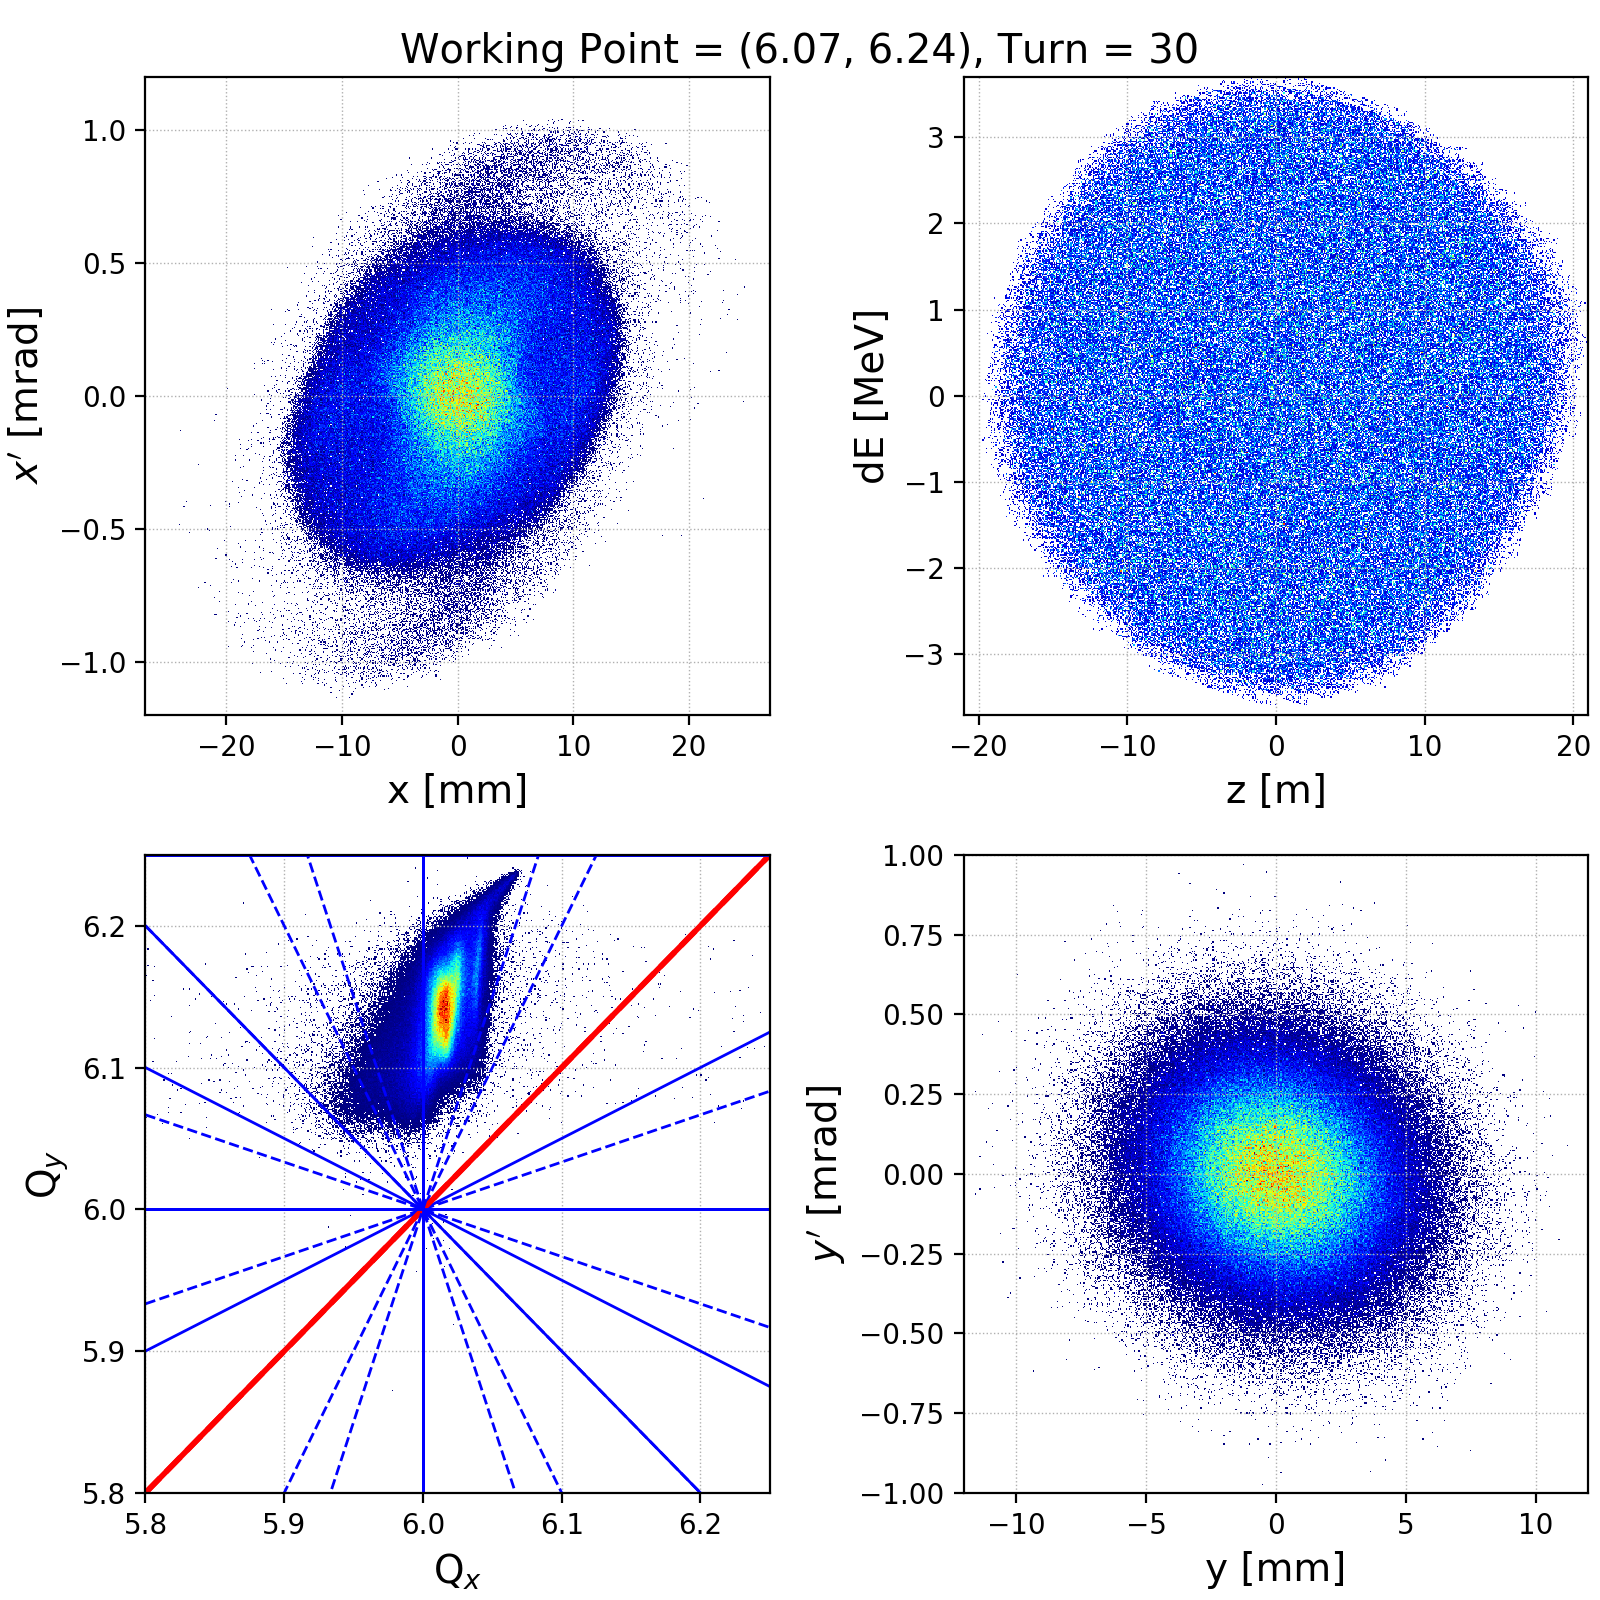 Working Point = (6.07, 6.24), Turn = 30
1.0
0.5
0.0
−0.5
−1.0
x′ [mrad]
−20 −10 0 10 20
x [mm]
3
2
1
0
−1
−2
−3
dE [MeV]
−20 −10 0 10 20
z [m]
6.2
6.1
6.0
5.9
5.8
Qy
5.8 5.9 6.0 6.1 6.2
Qx
1.00
0.75
0.50
0.25
0.00
−0.25
−0.50
−0.75
−1.00
y′ [mrad]
−10 −5 0 5 10
y [mm]